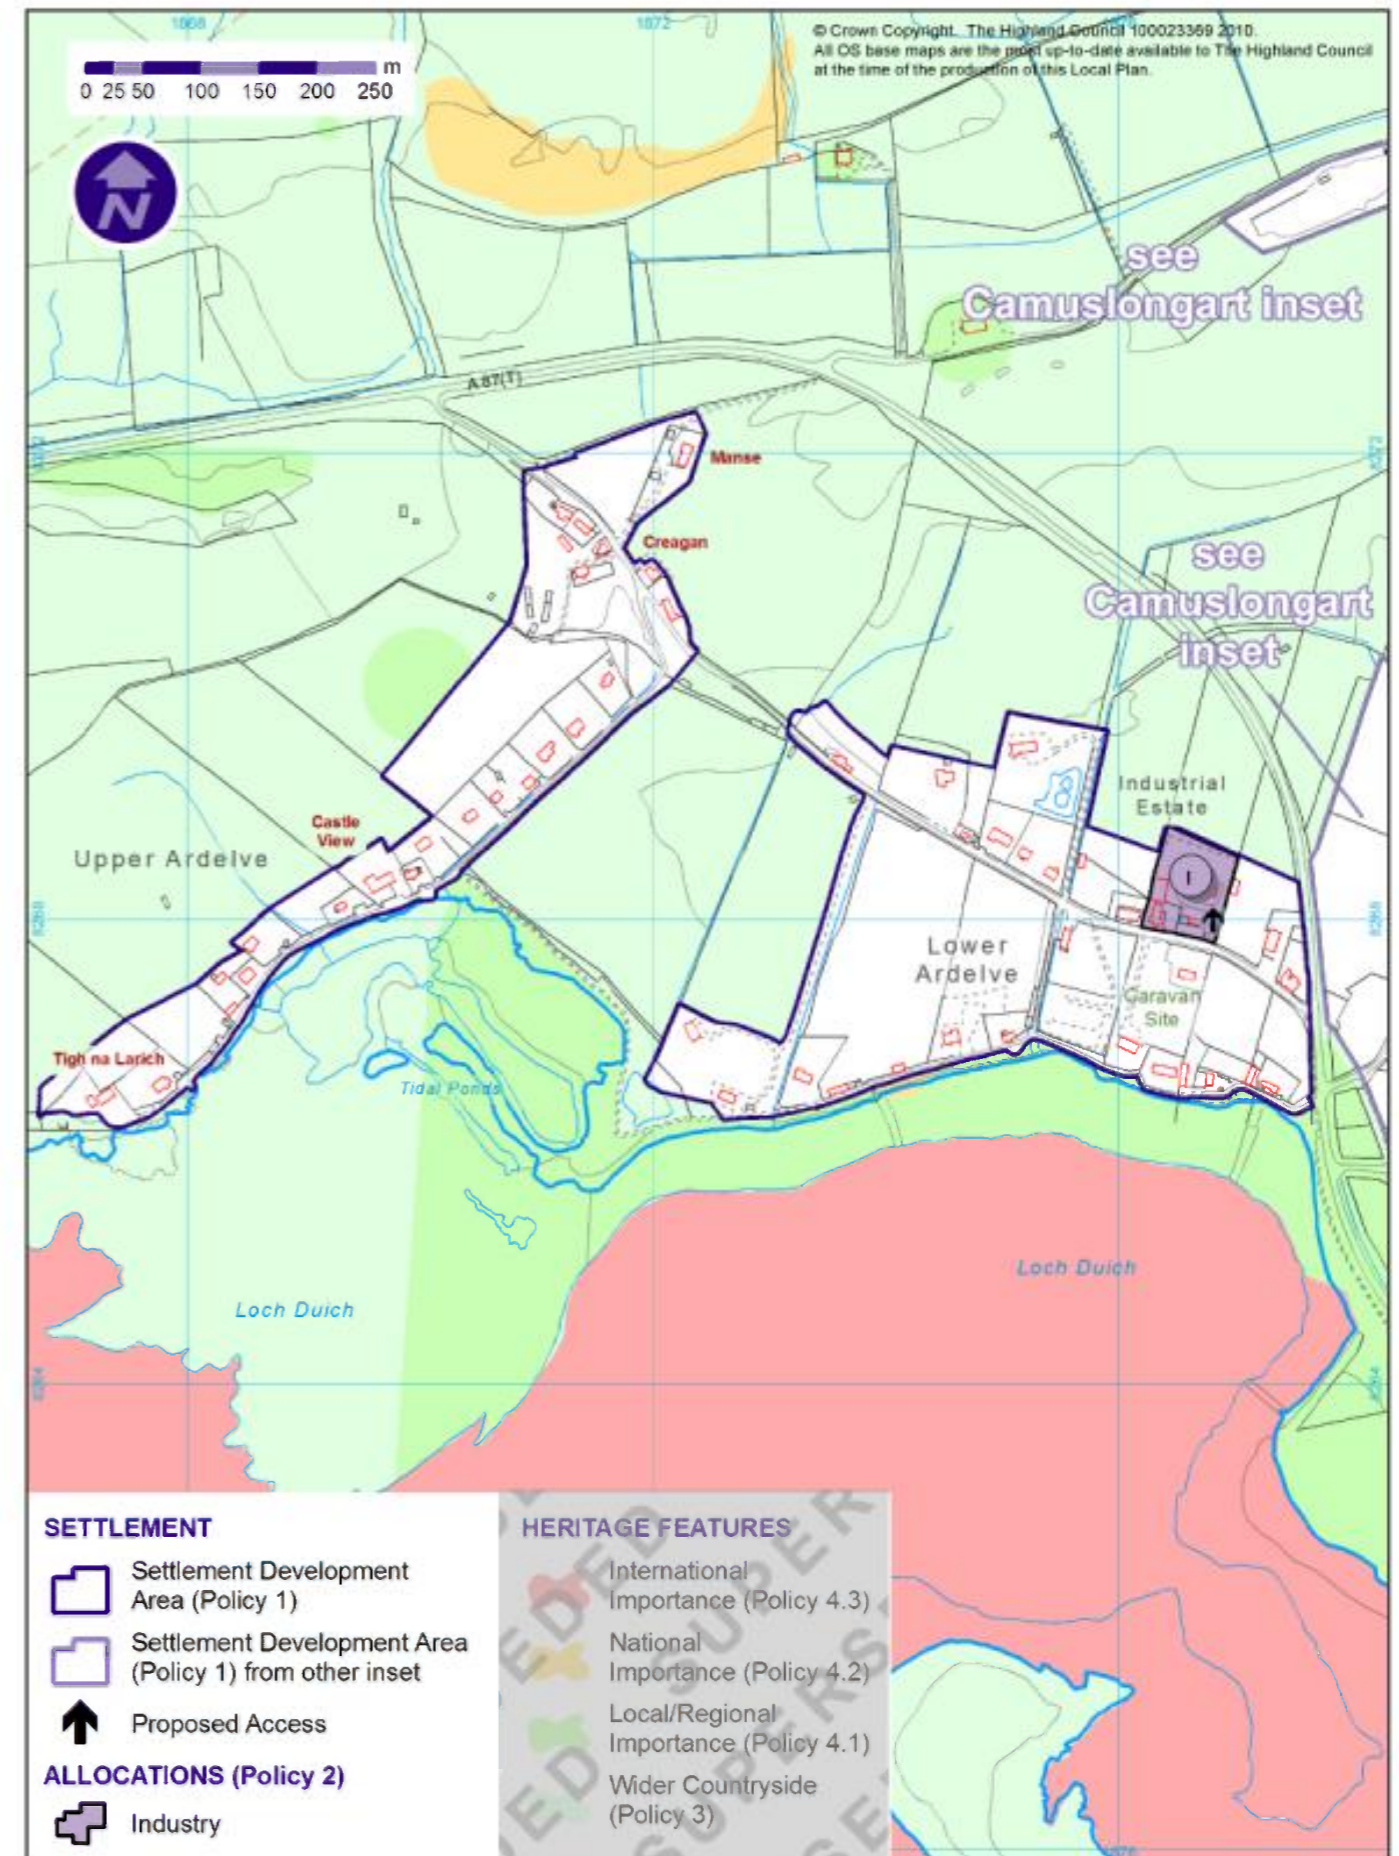 1868
1872
© Crown Copyright. The Highland Council 100023369 2010.
All OS base maps are the most up-to-date available to The Highland Council
at the time of the production of this Local Plan.
m
0 25 50 100 150 200 250
N
see
Camuslongart inset
A 87(T)
Manse
Creagan
see
Camuslongart
inset
Industrial
Estate
Castle
View
Upper Ardelve
I
Lower
Ardelve
Caravan
Site
Tigh na Larich
Tidal Ponds
Loch Duich
Loch Duich
8268
8264
SETTLEMENT
Settlement Development
Area (Policy 1)
Settlement Development Area
(Policy 1) from other inset
Proposed Access
ALLOCATIONS (Policy 2)
Industry
HERITAGE FEATURES
International
Importance (Policy 4.3)
National
Importance (Policy 4.2)
Local/Regional
Importance (Policy 4.1)
Wider Countryside
(Policy 3)